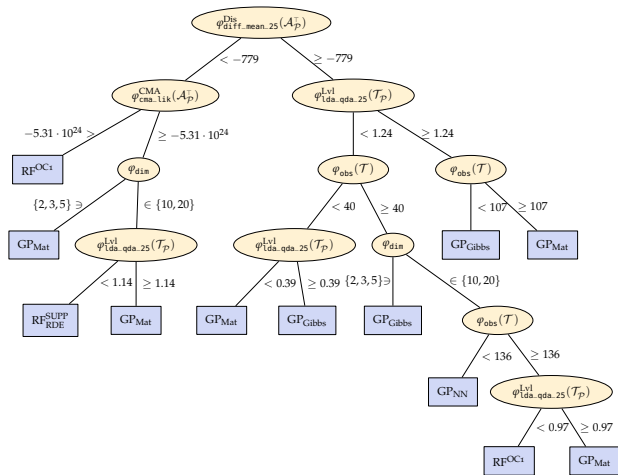 φ^Dis_diff_mean_25(𝒜^⊤_𝒫)
< −779 ≥ −779
φ^CMA_cma_lik(𝒜^⊤_𝒫) φ^Lvl_lda_qda_25(𝒯_𝒫)
−5.31 · 10^24 > ≥ −5.31 · 10^24 < 1.24 ≥ 1.24
RF^OC1 φ_dim φ_obs(𝒯) φ_obs(𝒯)
{2, 3, 5} ∋ ∈ {10, 20} < 40 ≥ 40 < 107 ≥ 107
GP_Mat φ^Lvl_lda_qda_25(𝒯_𝒫) φ^Lvl_lda_qda_25(𝒯_𝒫) φ_dim GP_Gibbs GP_Mat
< 1.14 ≥ 1.14 < 0.39 ≥ 0.39 {2, 3, 5}∋ ∈ {10, 20}
RF^SUPP_RDE GP_Mat GP_Mat GP_Gibbs GP_Gibbs φ_obs(𝒯)
< 136 ≥ 136
GP_NN φ^Lvl_lda_qda_25(𝒯_𝒫)
< 0.97 ≥ 0.97
RF^OC1 GP_Mat